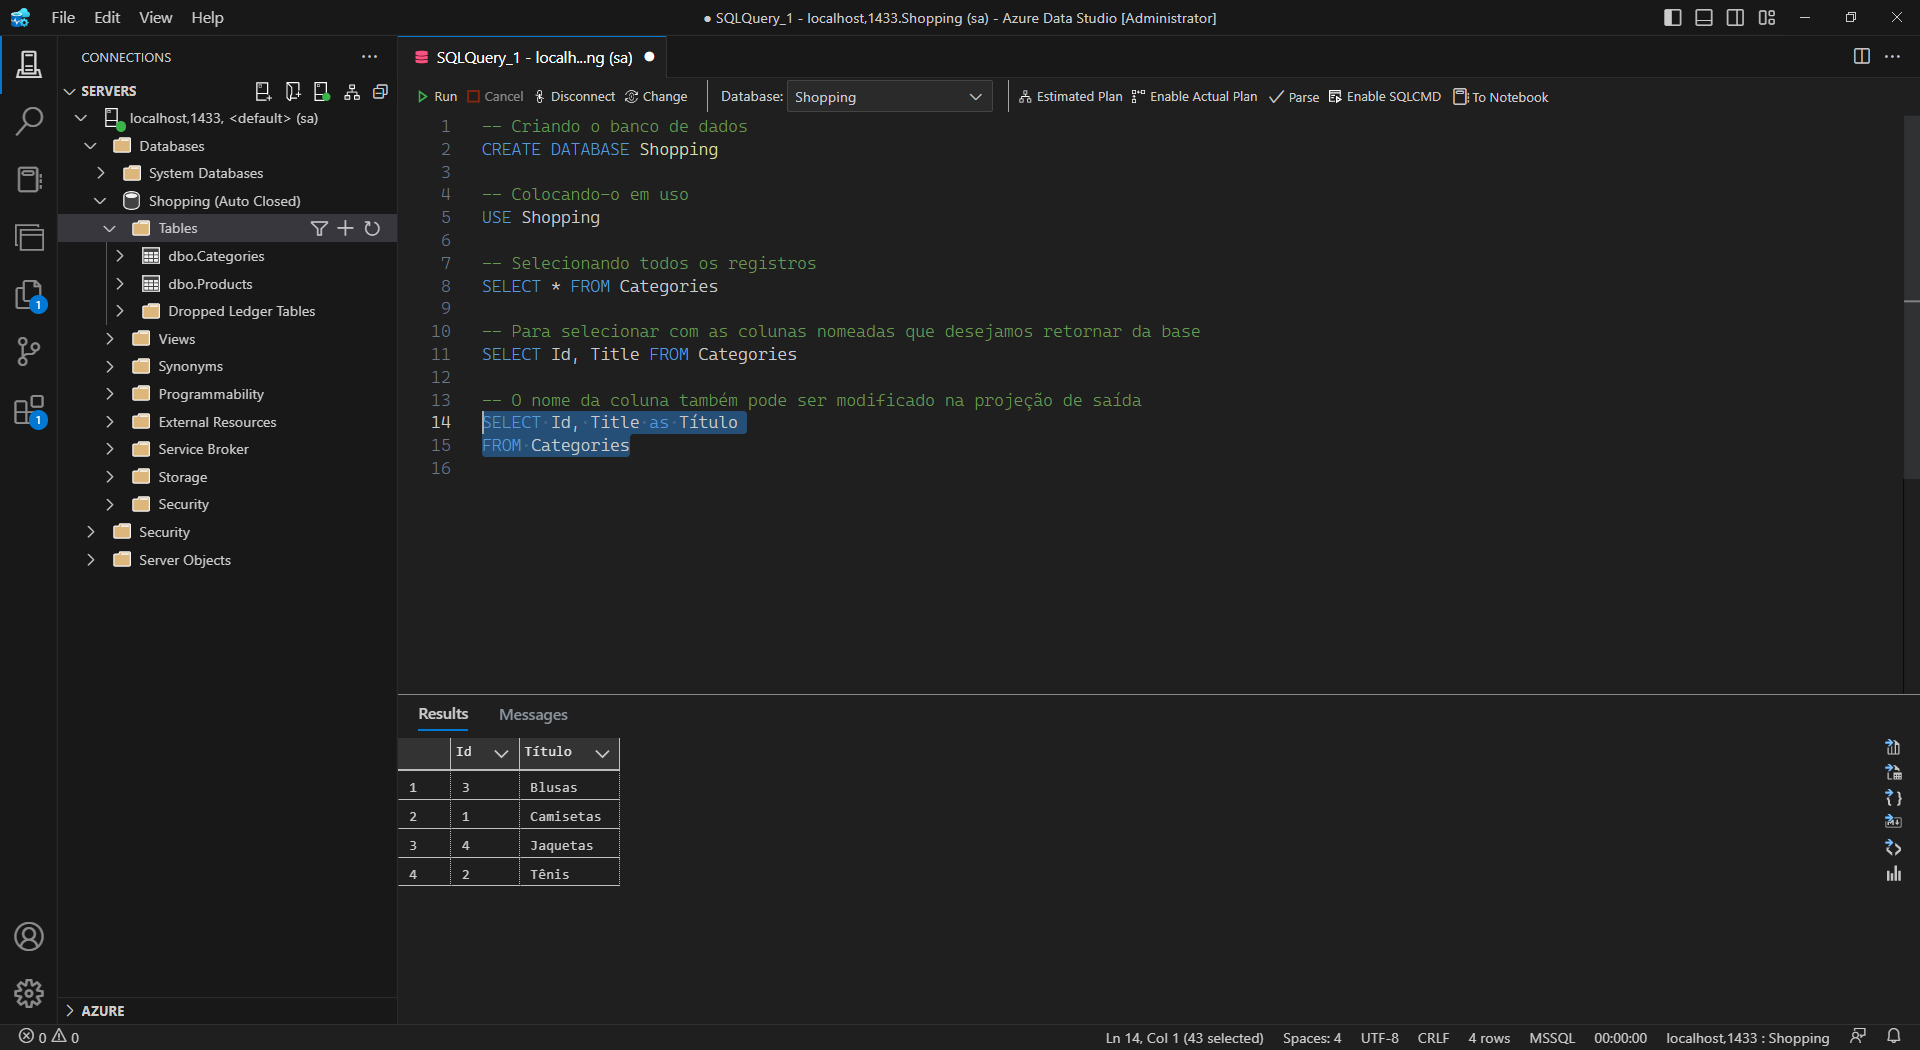 File Edit View Help
● SQLQuery_1 - localhost,1433.Shopping (sa) - Azure Data Studio [Administrator]
CONNECTIONS
SERVERS
localhost,1433, <default> (sa)
Databases
System Databases
Shopping (Auto Closed)
Tables
dbo.Categories
dbo.Products
Dropped Ledger Tables
Views
Synonyms
Programmability
External Resources
Service Broker
Storage
Security
Security
Server Objects
AZURE
1
1
SQLQuery_1 - localh...ng (sa)
Run Cancel Disconnect Change Database: Shopping Estimated Plan Enable Actual Plan Parse Enable SQLCMD To Notebook
1 -- Criando o banco de dados
2 CREATE DATABASE Shopping
3
4 -- Colocando-o em uso
5 USE Shopping
6
7 -- Selecionando todos os registros
8 SELECT * FROM Categories
9
10 -- Para selecionar com as colunas nomeadas que desejamos retornar da base
11 SELECT Id, Title FROM Categories
12
13 -- O nome da coluna também pode ser modificado na projeção de saída
14 SELECT Id, Title as Título
15 FROM Categories
16
Results Messages
Id Título
1 3 Blusas
2 1 Camisetas
3 4 Jaquetas
4 2 Tênis
0 0 Ln 14, Col 1 (43 selected) Spaces: 4 UTF-8 CRLF 4 rows MSSQL 00:00:00 localhost,1433 : Shopping